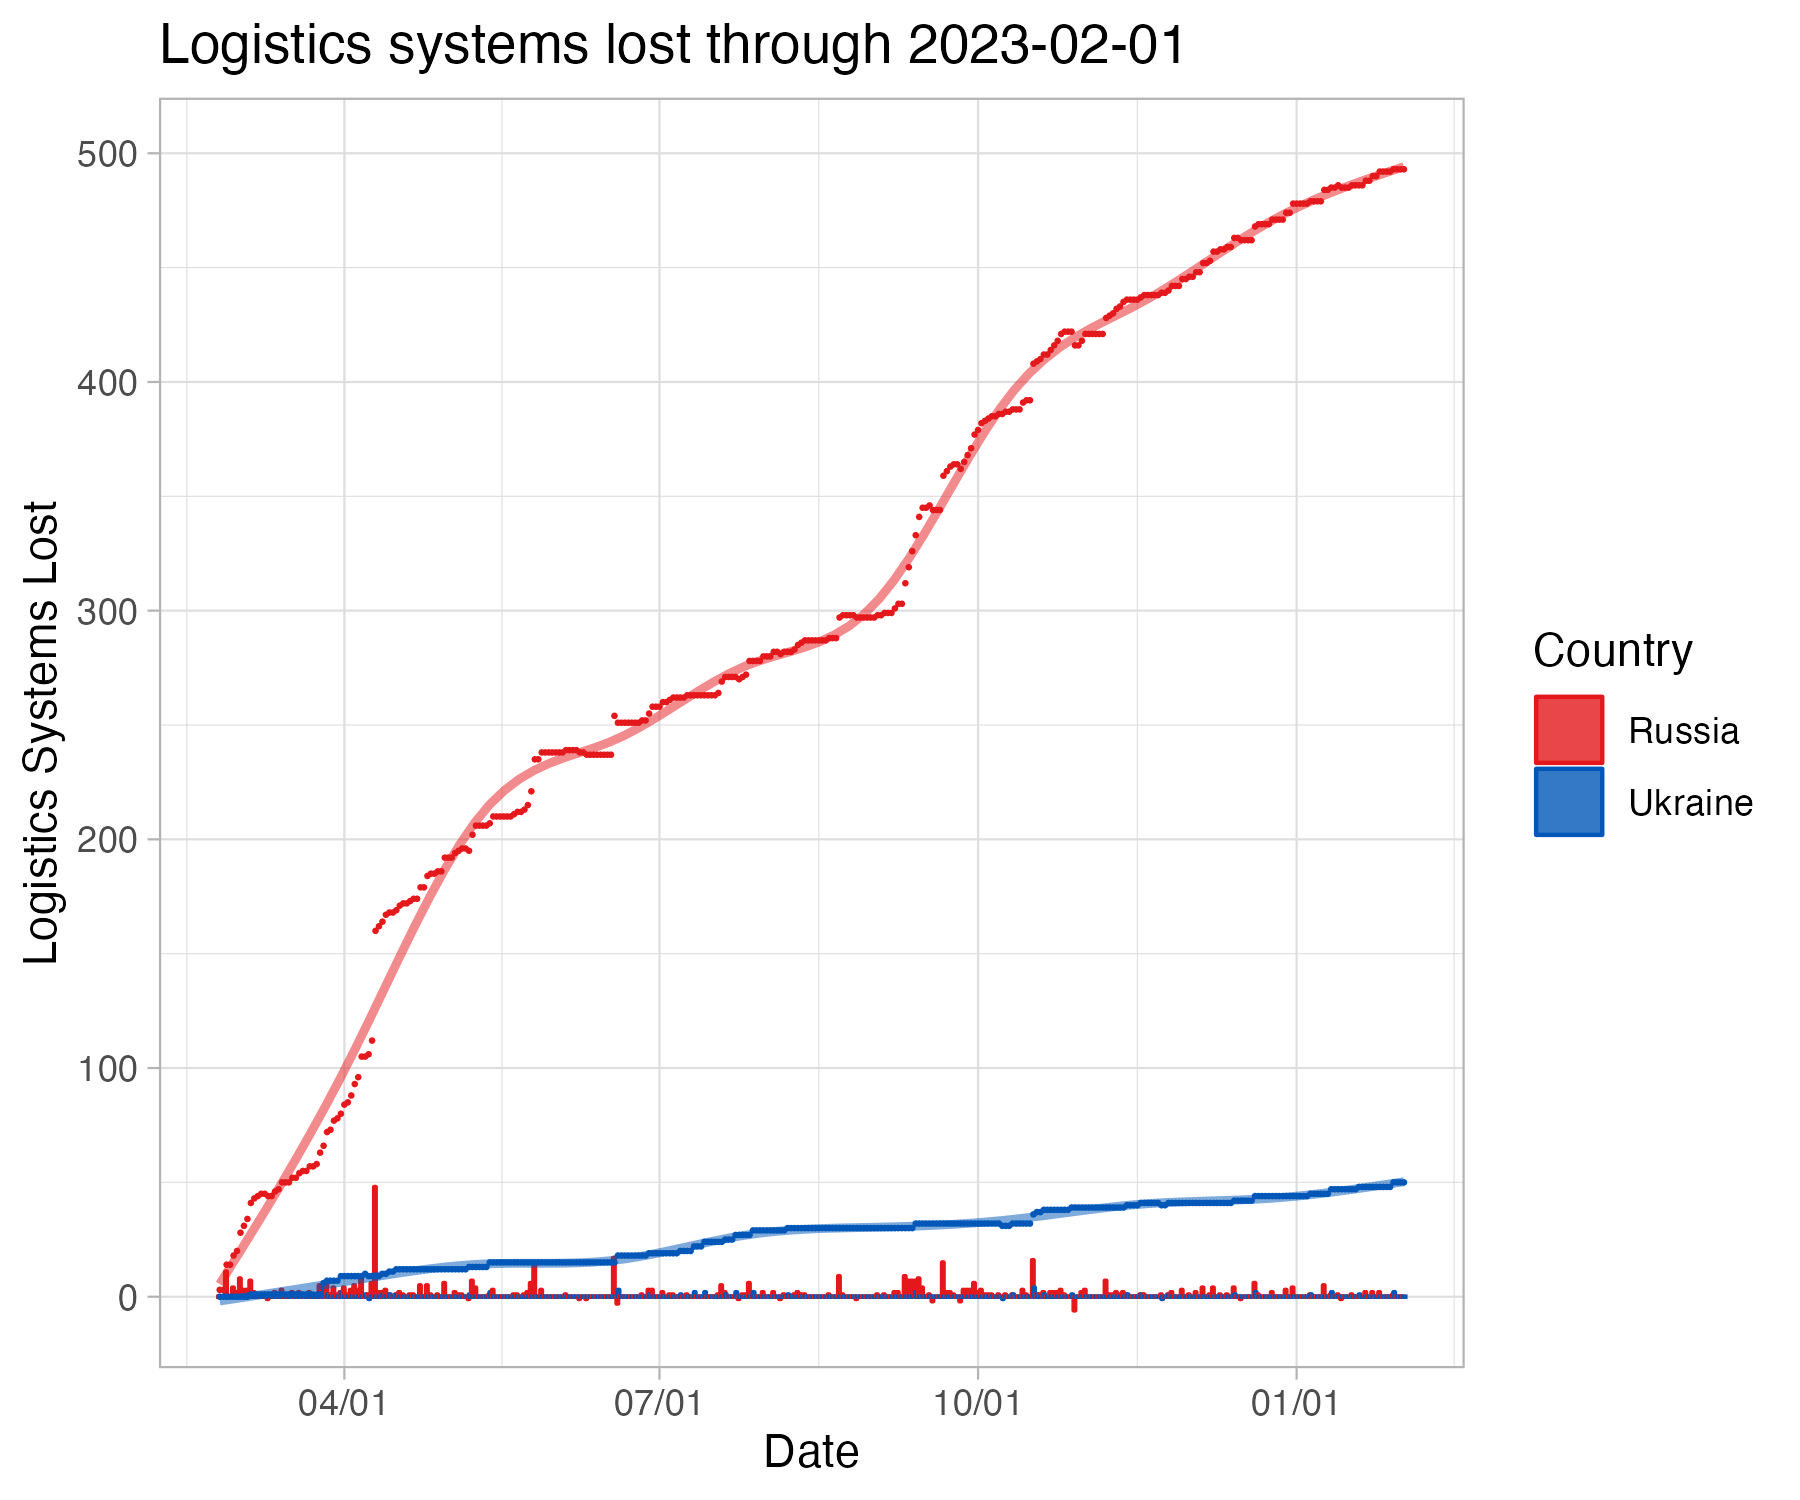 Logistics systems lost through 2023-02-01
Logistics Systems Lost
500
400
300
200
100
0
04/01
07/01
10/01
01/01
Date
Country
Russia
Ukraine